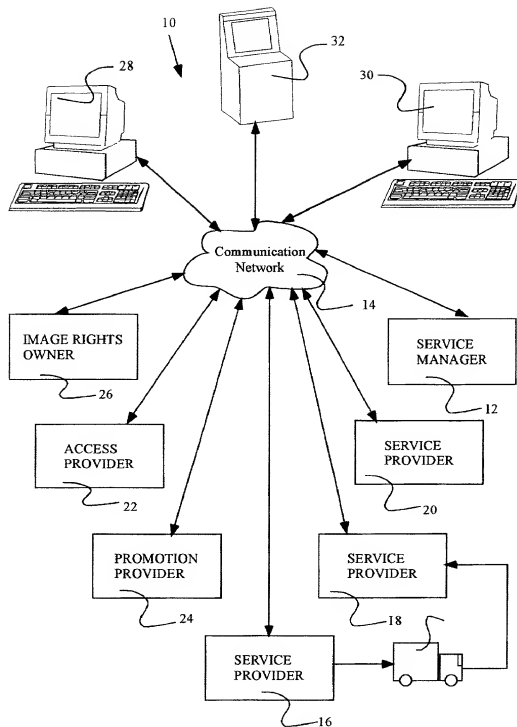 10
32
28
30
Communication
Network
14
IMAGE RIGHTS
OWNER
26
SERVICE
MANAGER
12
ACCESS
PROVIDER
22
SERVICE
PROVIDER
20
PROMOTION
PROVIDER
24
SERVICE
PROVIDER
18
SERVICE
PROVIDER
16